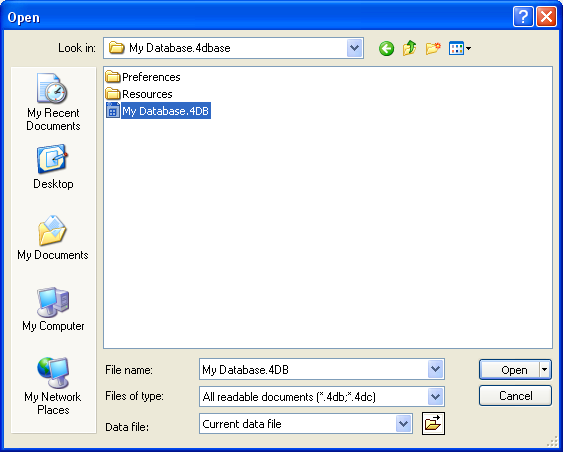 Open
Look in: My Database.4dbase
Preferences
Resources
My Database.4DB
My Recent
Documents
Desktop
My Documents
My Computer
My Network
Places
File name: My Database.4DB Open
Files of type: All readable documents (*.4db;*.4dc) Cancel
Data file: Current data file